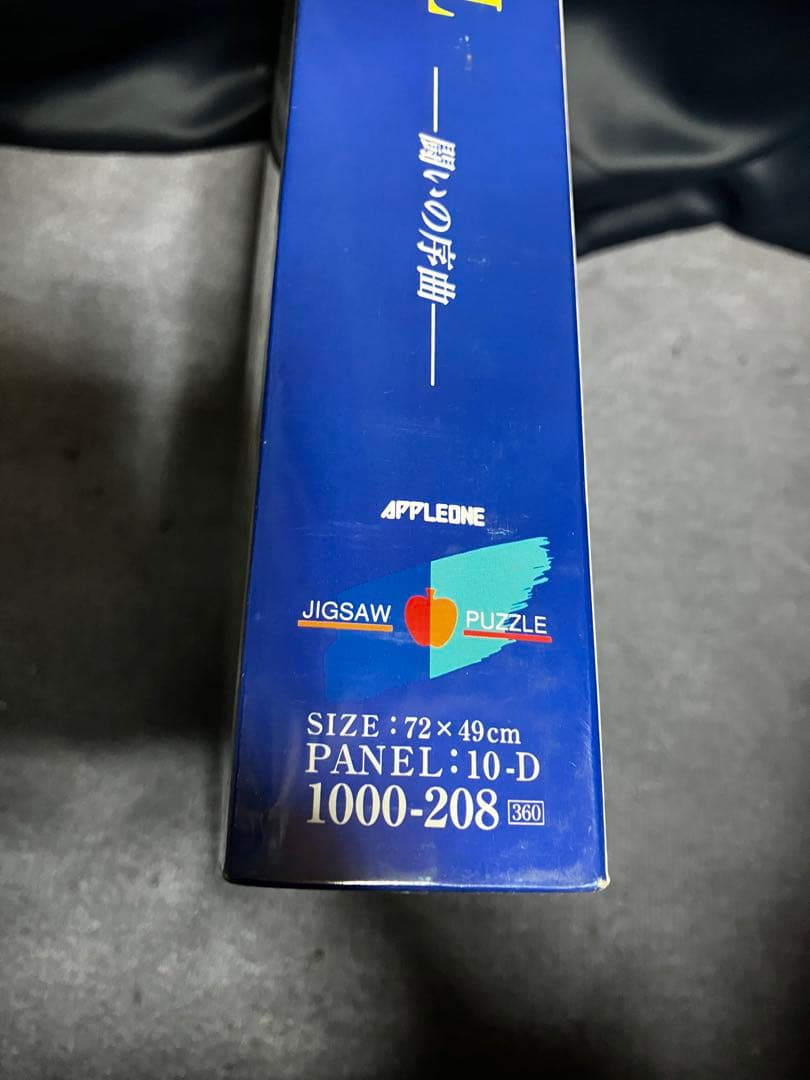 L
—闘いの序曲—
APPLEONE
JIGSAW PUZZLE
SIZE:72×49cm
PANEL:10-D
1000-208 360